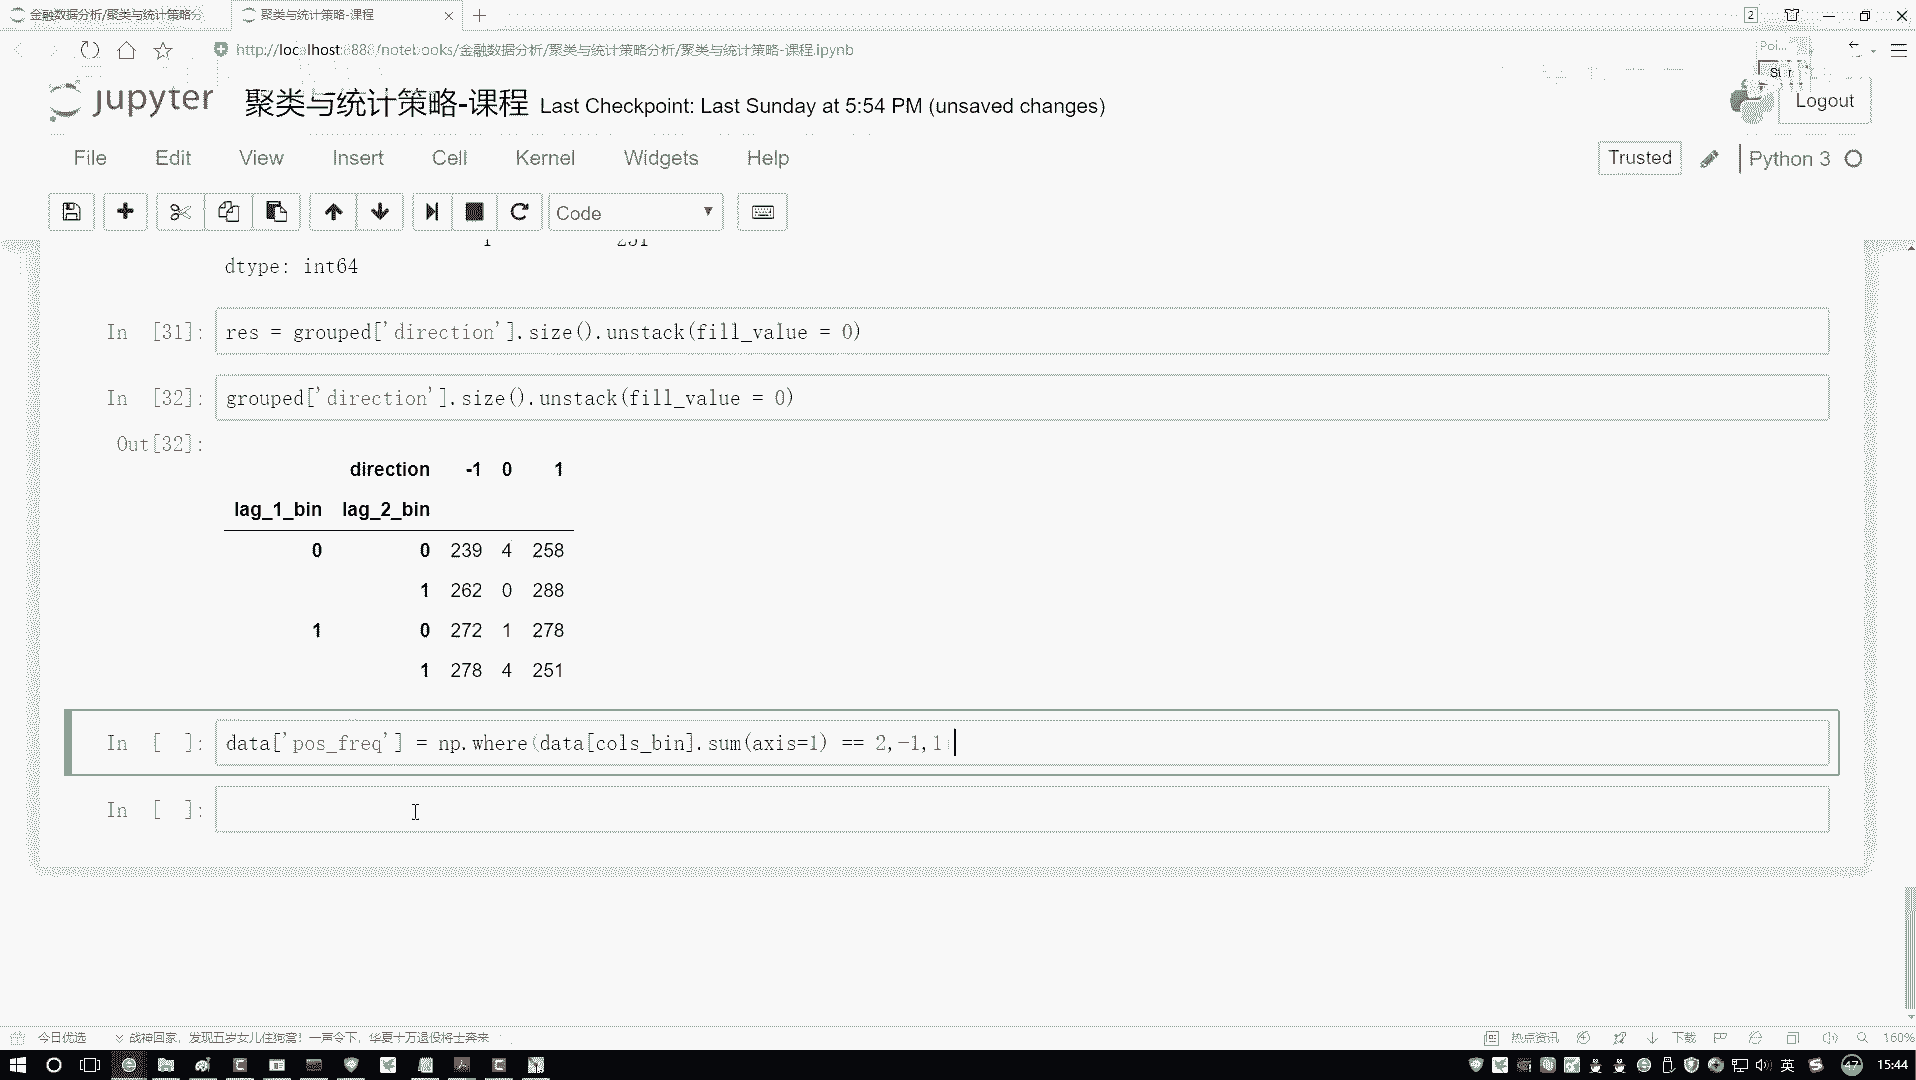 金融数据分析/聚类与统计策略分
聚类与统计策略-课程
2
http://localhost:8888/notebooks/金融数据分析/聚类与统计策略分析/聚类与统计策略-课程.ipynb
Poi...
jupyter 聚类与统计策略-课程 Last Checkpoint: Last Sunday at 5:54 PM (unsaved changes)
Logout
File Edit View Insert Cell Kernel Widgets Help
Trusted Python 3
Code
dtype: int64
In [31]: res = grouped['direction'].size().unstack(fill_value = 0)
In [32]: grouped['direction'].size().unstack(fill_value = 0)
Out[32]:
direction -1 0 1
lag_1_bin lag_2_bin
0 0 239 4 258
1 262 0 288
1 0 272 1 278
1 278 4 251
In [ ]: data['pos_freq'] = np.where(data[cols_bin].sum(axis=1) == 2,-1,1)
In [ ]:
今日优选 战神回家，发现五岁女儿住狗窝！一声令下，华夏十万退役将士奔来
热点资讯 下载 160%
英 47 15:44